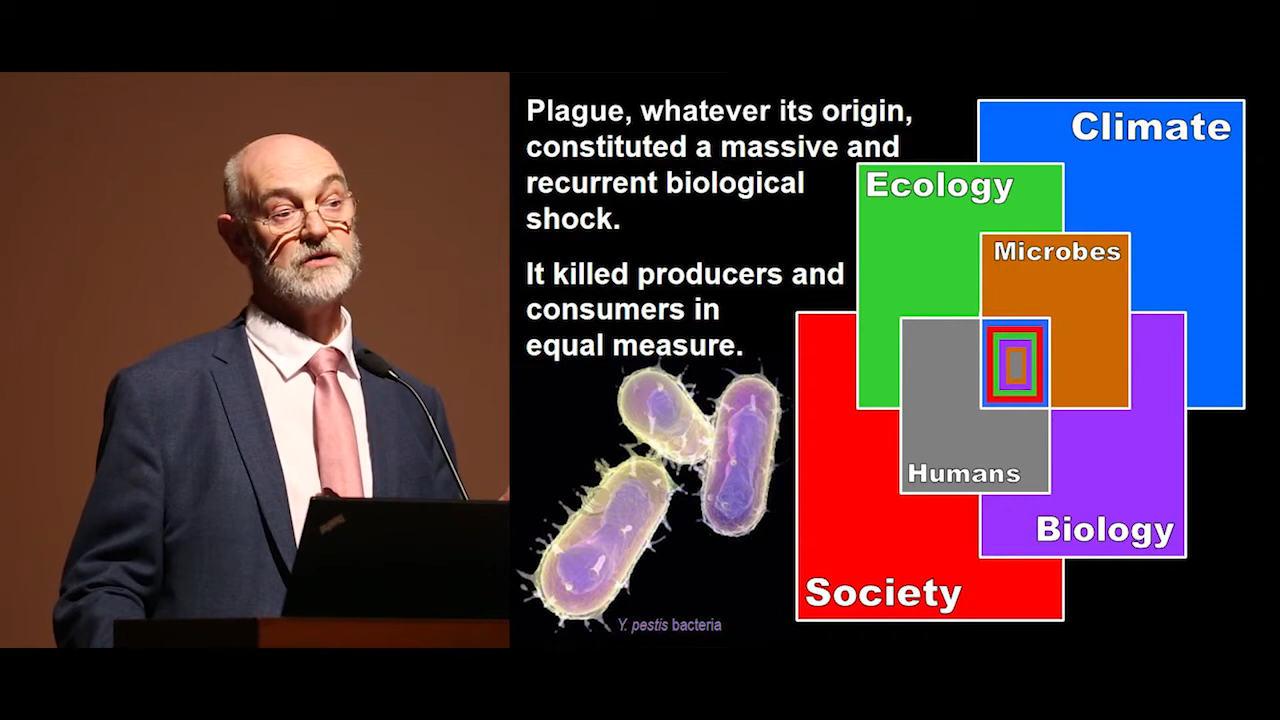 Plague, whatever its origin,
constituted a massive and
recurrent biological
shock.
It killed producers and
consumers in
equal measure.
Climate
Ecology
Microbes
Humans
Biology
Society
Y. pestis bacteria